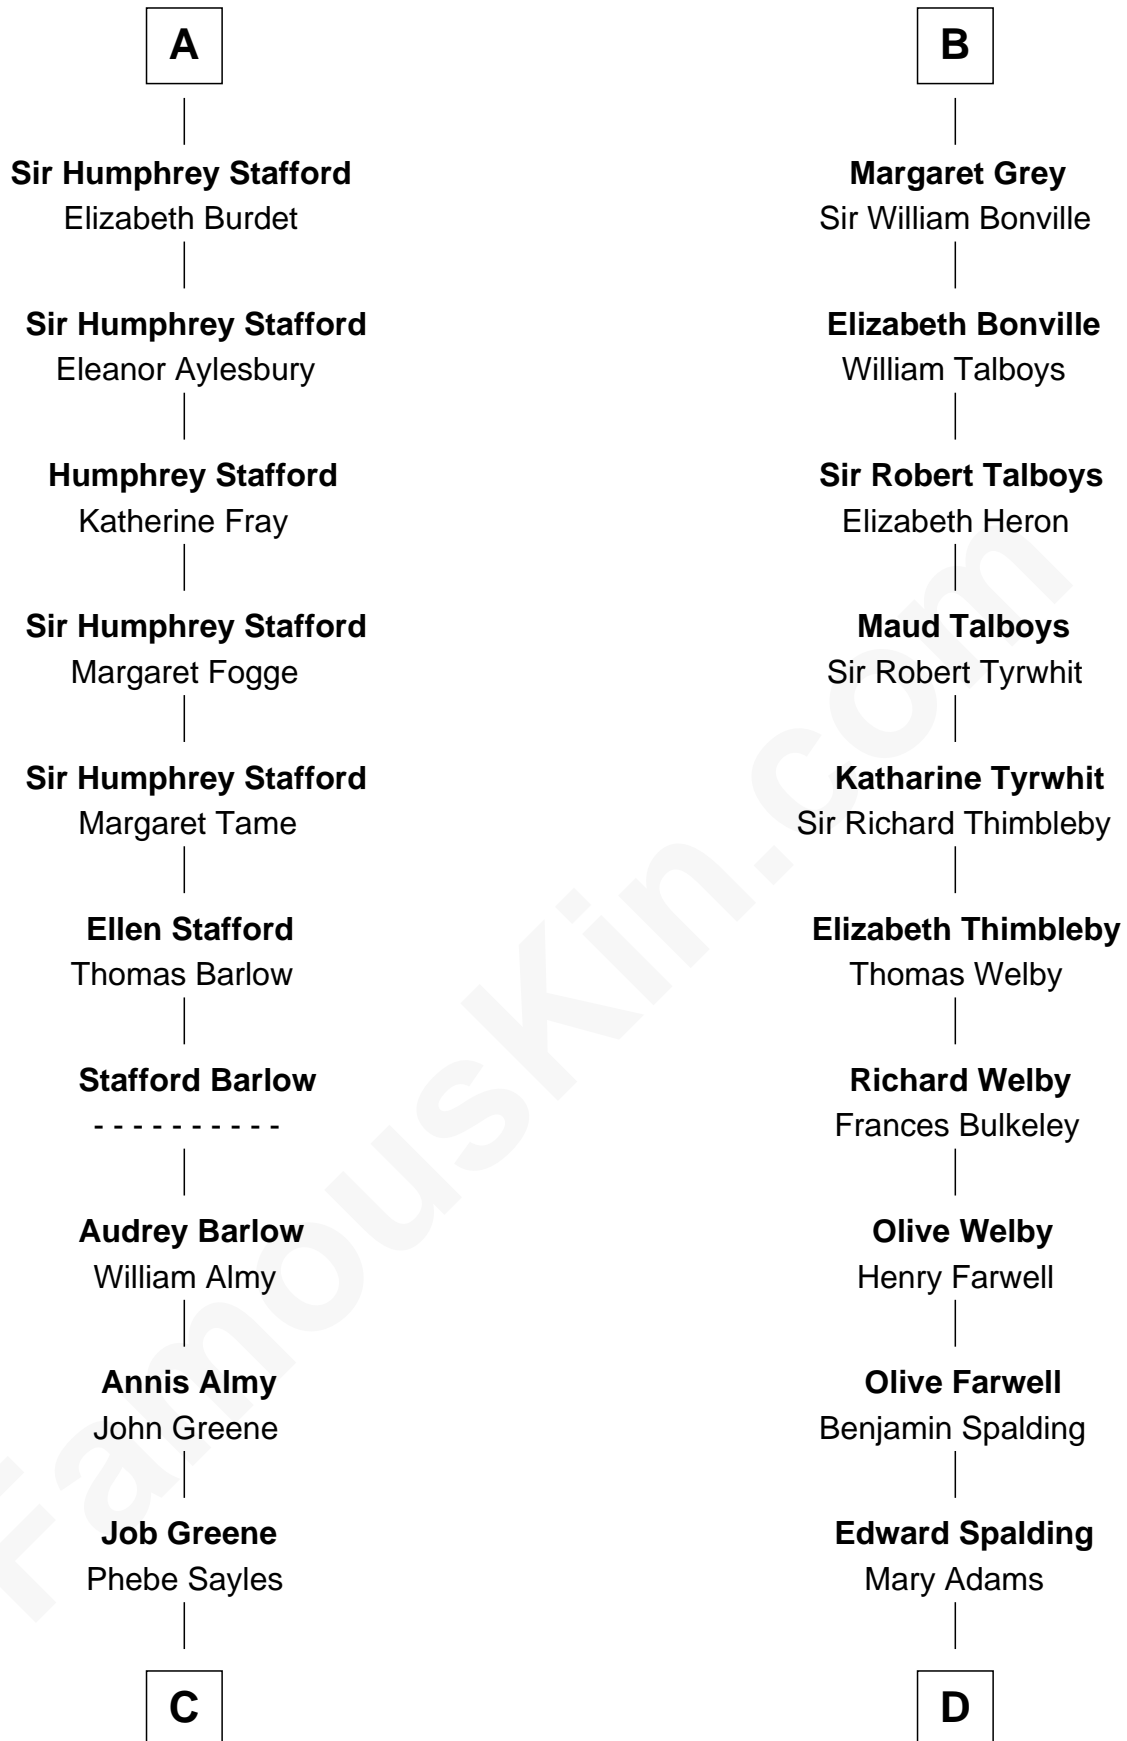 A
Sir Humphrey Stafford
Elizabeth Burdet
Sir Humphrey Stafford
Eleanor Aylesbury
Humphrey Stafford
Katherine Fray
Sir Humphrey Stafford
Margaret Fogge
Sir Humphrey Stafford
Margaret Tame
Ellen Stafford
Thomas Barlow
Stafford Barlow
- - - - - - - - - -
Audrey Barlow
William Almy
Annis Almy
John Greene
Job Greene
Phebe Sayles
C
B
Margaret Grey
Sir William Bonville
Elizabeth Bonville
William Talboys
Sir Robert Talboys
Elizabeth Heron
Maud Talboys
Sir Robert Tyrwhit
Katharine Tyrwhit
Sir Richard Thimbleby
Elizabeth Thimbleby
Thomas Welby
Richard Welby
Frances Bulkeley
Olive Welby
Henry Farwell
Olive Farwell
Benjamin Spalding
Edward Spalding
Mary Adams
D
FamousKin.com